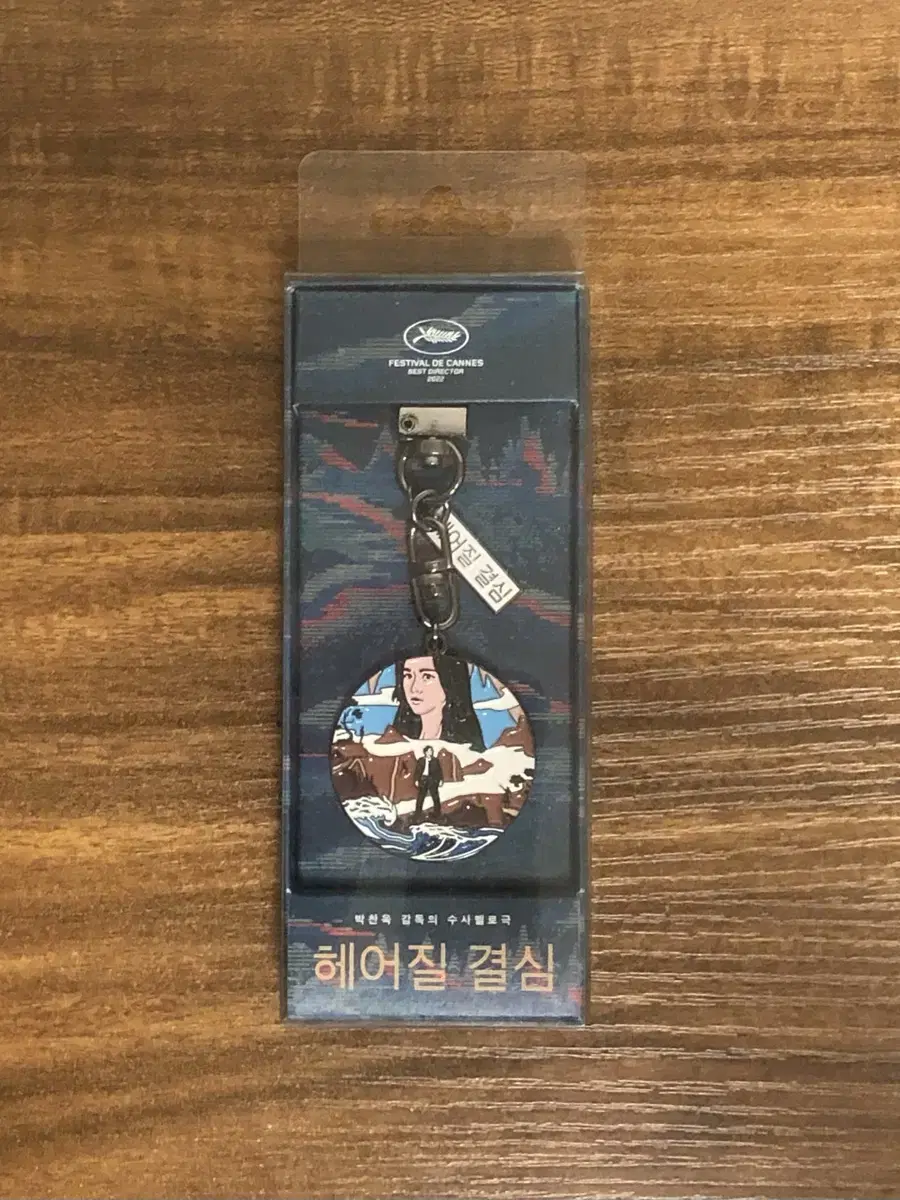 FESTIVAL DE CANNES
BEST DIRECTOR
2022
헤어질 결심
박찬욱 감독의 수사멜로극
헤어질 결심